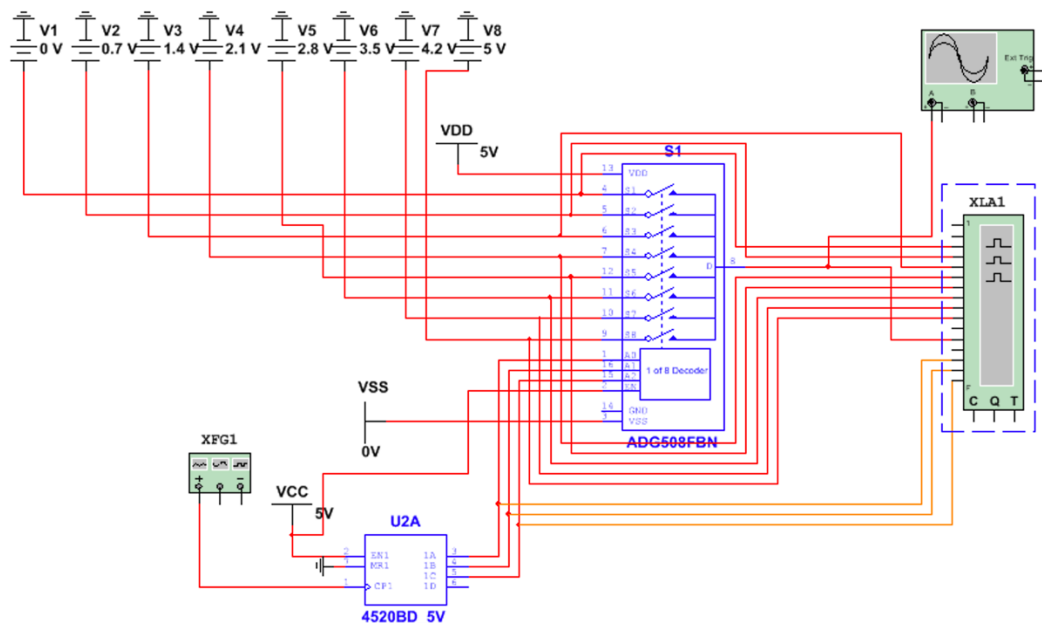 V1 V2 V3 V4 V5 V6 V7 V8
0 V 0.7 V 1.4 V 2.1 V 2.8 V 3.5 V 4.2 V 5 V
Ext Trig
+
-
A B
+ - + -
VDD
5V
S1
13 VDD
4 S1
5 S2
6 S3
7 S4
12 S5
11 S6
10 S7
9 S8
D 8
1 A0
16 A1
15 A2
2 EN
1 of 8 Decoder
14 GND
3 VSS
ADG508FBN
XLA1
1
F
C Q T
VSS
0V
XFG1
+ -
VCC
5V
U2A
2 EN1 1A 3
7 MR1 1B 4
1C 5
1 CP1 1D 6
4520BD 5V